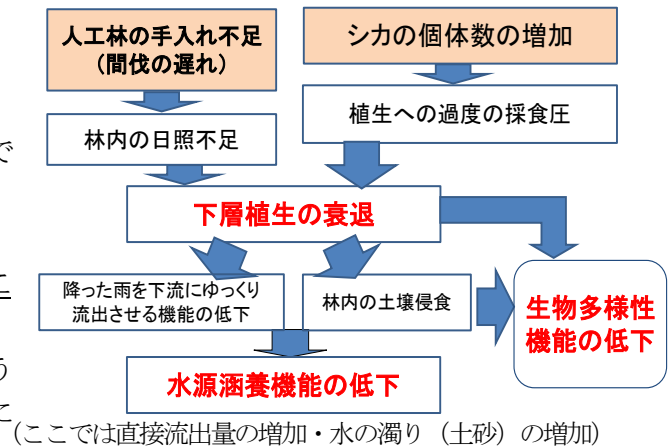 人工林の手入れ不足
（間伐の遅れ）
シカの個体数の増加
林内の日照不足
植生への過度の採食圧
で
下層植生の衰退
こ
降った雨を下流にゆっくり
流出させる機能の低下
林内の土壌侵食
生物多様性
機能の低下
う
水源涵養機能の低下
に
（ここでは直接流出量の増加・水の濁り（土砂）の増加）